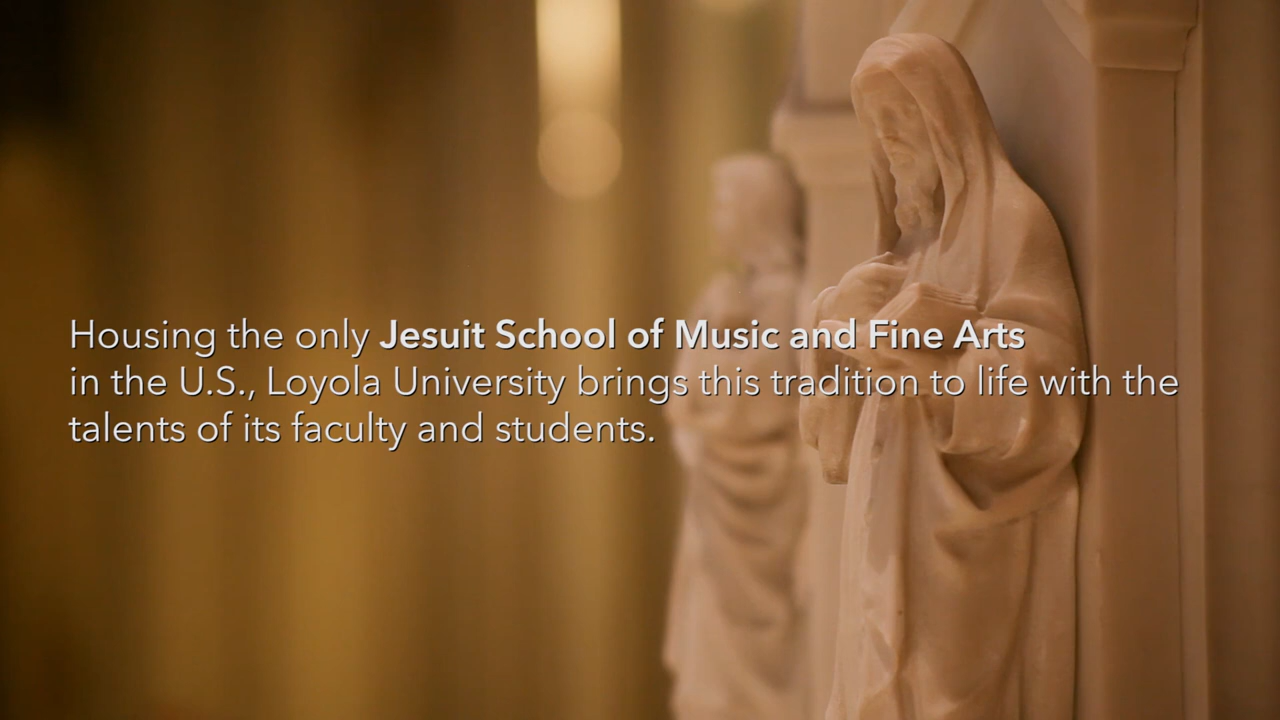 Housing the only Jesuit School of Music and Fine Arts
in the U.S., Loyola University brings this tradition to life with the
talents of its faculty and students.